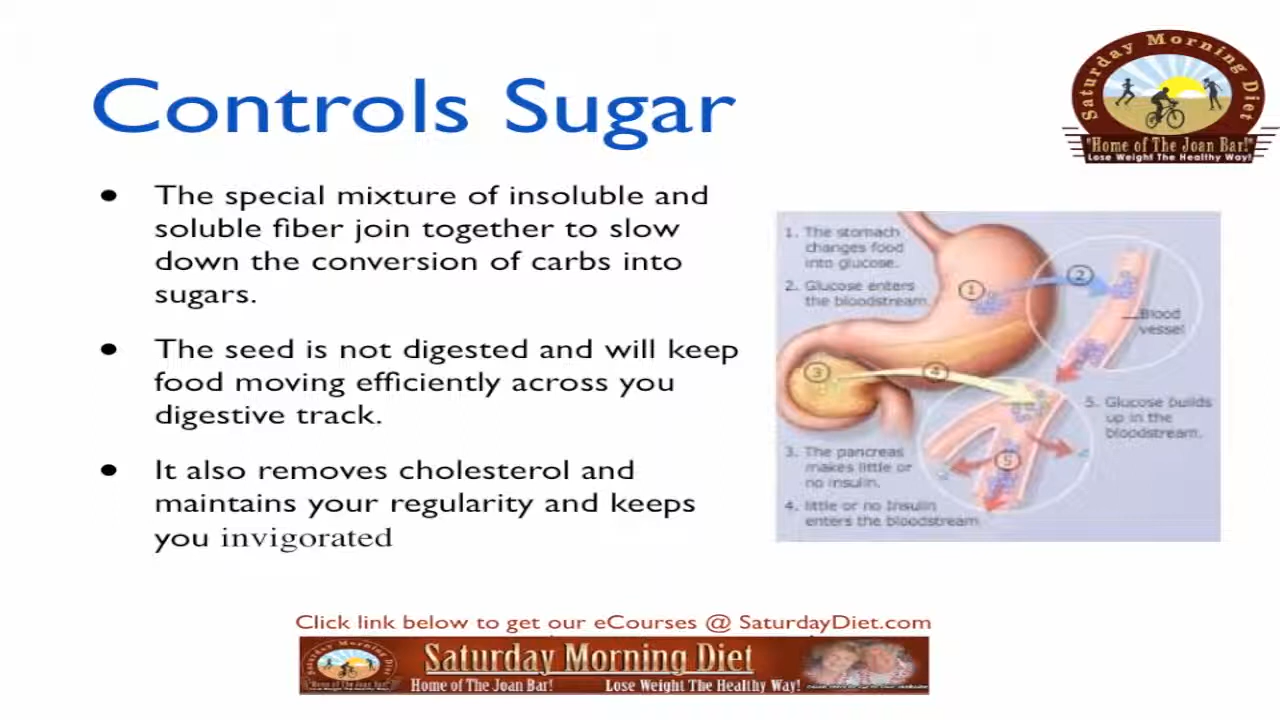 Controls Sugar
Saturday Morning Diet
"Home of The Joan Bar!"
Lose Weight The Healthy Way!
• The special mixture of insoluble and
soluble fiber join together to slow
down the conversion of carbs into
sugars.
• The seed is not digested and will keep
food moving efficiently across you
digestive track.
• It also removes cholesterol and
maintains your regularity and keeps
you invigorated
1. The stomach
changes food
into glucose.
2. Glucose enters
the bloodstream.
1
2
Blood
vessel
3
4
5. Glucose builds
up in the
bloodstream.
5
3. The pancreas
makes little or
no insulin.
4. little or no Insulin
enters the bloodstream
Click link below to get our eCourses @ SaturdayDiet.com
Saturday Morning Diet
Home of The Joan Bar! Lose Weight The Healthy Way!